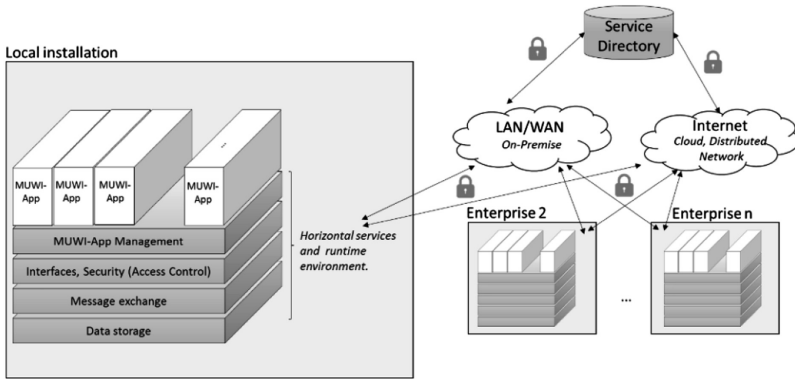 Local installation
MUWI-
App
MUWI-
App
MUWI-
App
...
MUWI-
App
MUWI-App Management
Interfaces, Security (Access Control)
Message exchange
Data storage
Horizontal services
and runtime
environment.
Service
Directory
LAN/WAN
On-Premise
Internet
Cloud, Distributed
Network
Enterprise 2
...
Enterprise n